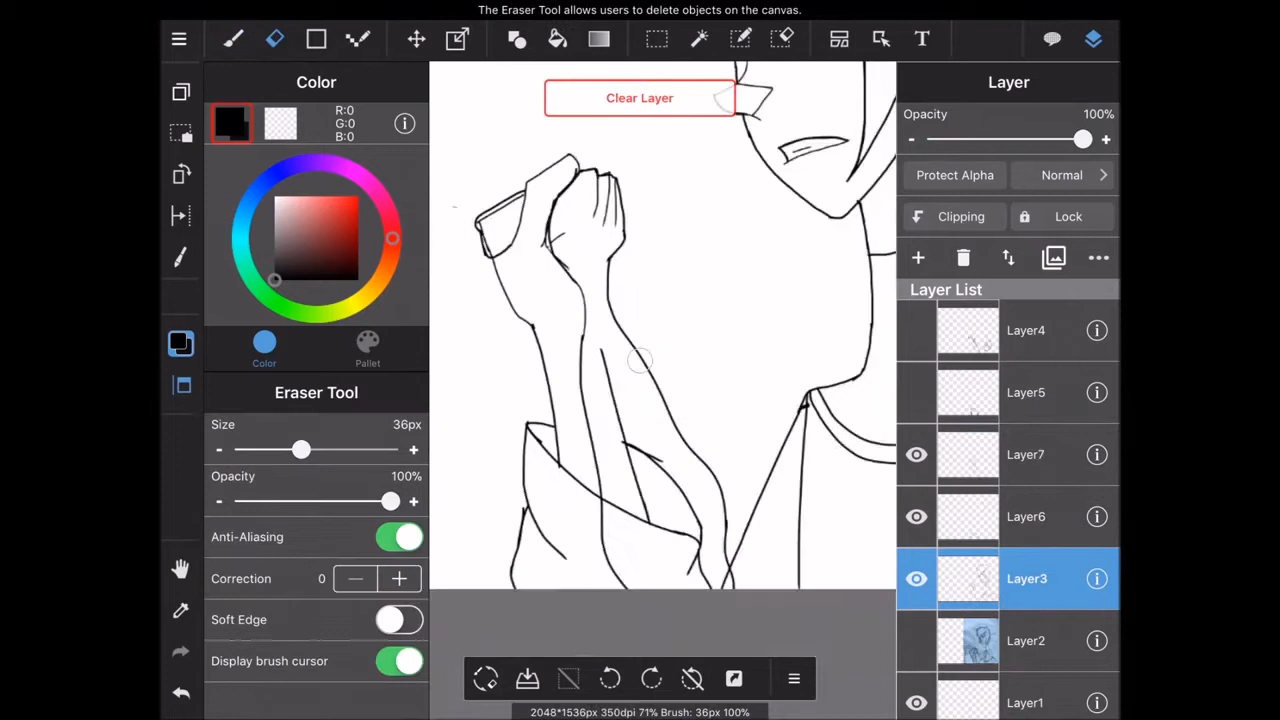 The Eraser Tool allows users to delete objects on the canvas.
T
Color
R:0
G:0
B:0
Color
Pallet
Eraser Tool
Size
36px
-
+
Opacity
100%
-
+
Anti-Aliasing
Correction
0
—
+
Soft Edge
Display brush cursor
Clear Layer
2048*1536px 350dpi 71% Brush: 36px 100%
Layer
Opacity
100%
-
+
Protect Alpha
Normal
Clipping
Lock
Layer List
Layer4
Layer5
Layer7
Layer6
Layer3
Layer2
Layer1